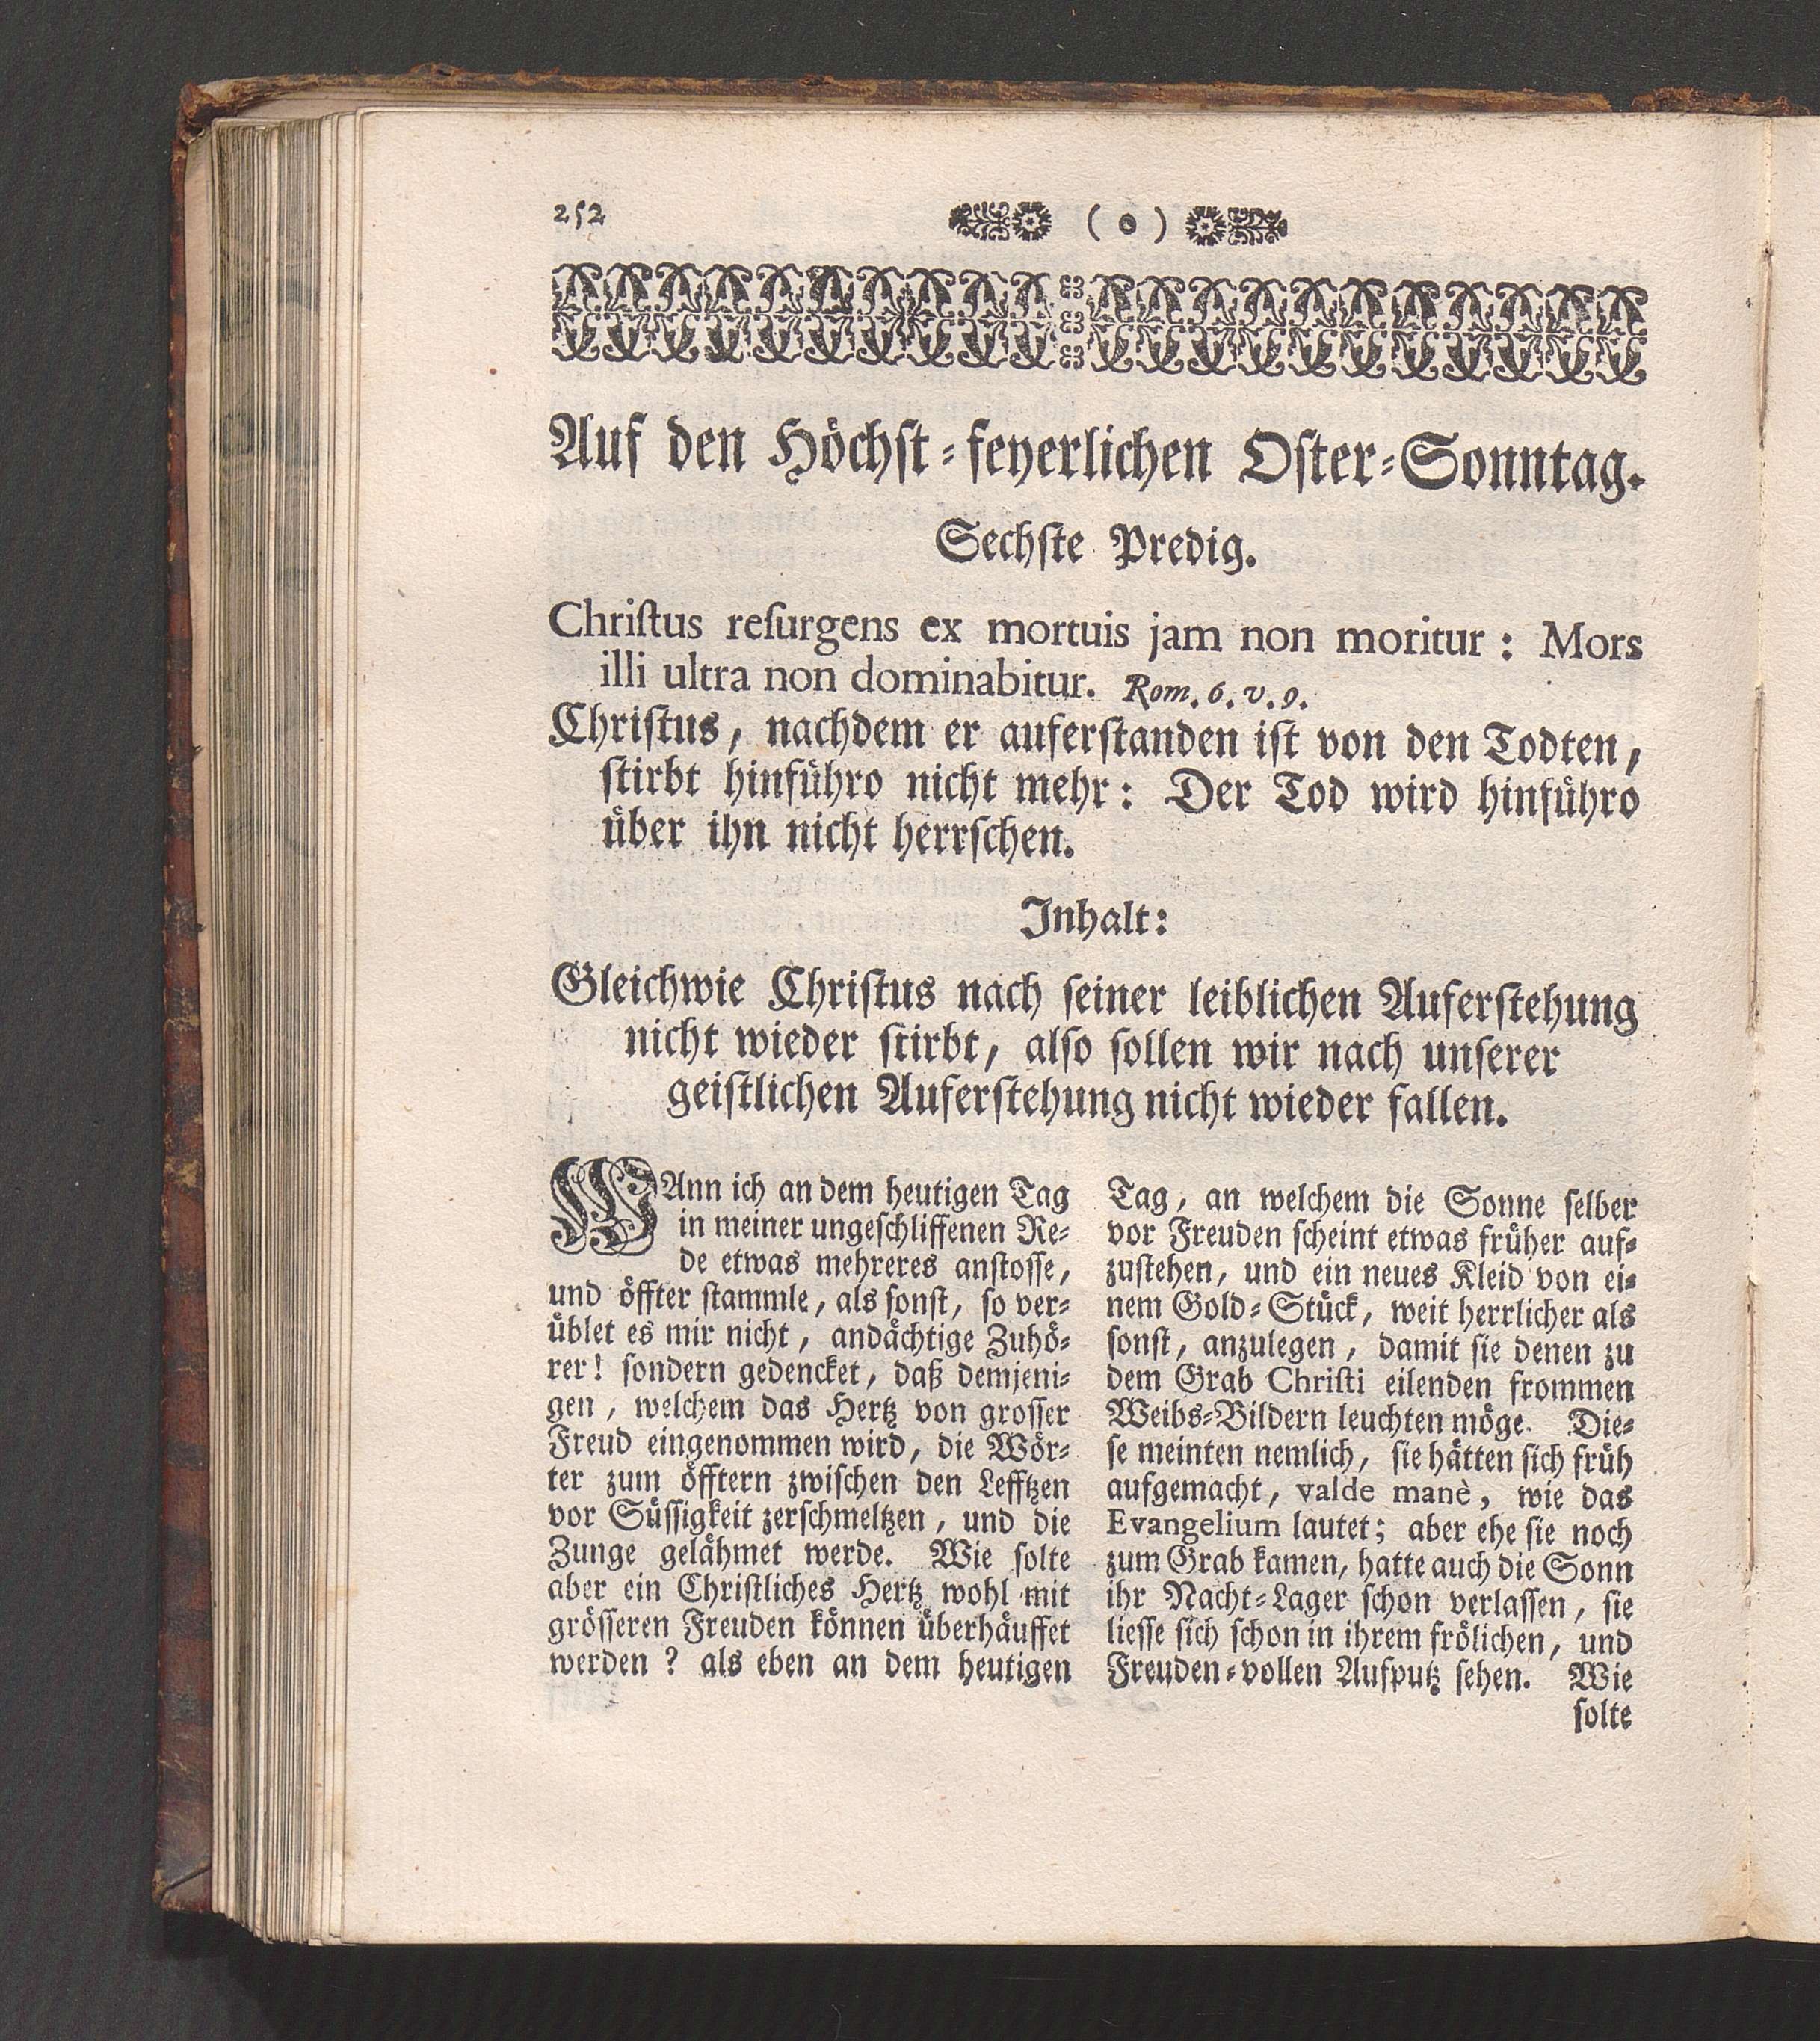 252
( o )
Auf den Höchst-feyerlichen Oster-Sonntag.
Sechste Predig.
Christus resurgens ex mortuis jam non moritur: Mors
illi ultra non dominabitur. Rom. 6. v. 9.
Christus, nachdem er auferstanden ist von den Todten,
stirbt hinführo nicht mehr: Der Tod wird hinführo
über ihn nicht herrschen.
Inhalt:
Gleichwie Christus nach seiner leiblichen Auferstehung
nicht wieder stirbt, also sollen wir nach unserer
geistlichen Auferstehung nicht wieder fallen.
WAnn ich an dem heutigen Tag
in meiner ungeschliffenen Re-
de etwas mehreres anstosse,
und öffter stammle, als sonst, so ver-
üblet es mir nicht, andächtige Zuhö-
rer! sondern gedencket, daß demjeni-
gen, welchem das Hertz von grosser
Freud eingenommen wird, die Wör-
ter zum öfftern zwischen den Lefftzen
vor Süssigkeit zerschmeltzen, und die
Zunge gelähmet werde. Wie solte
aber ein Christliches Hertz wohl mit
grösseren Freuden können überhäuffet
werden? als eben an dem heutigen
Tag, an welchem die Sonne selber
vor Freuden scheint etwas früher auf-
zustehen, und ein neues Kleid von ei-
nem Gold-Stück, weit herrlicher als
sonst, anzulegen, damit sie denen zu
dem Grab Christi eilenden frommen
Weibs-Bildern leuchten möge. Die-
se meinten nemlich, sie hätten sich früh
aufgemacht, valde manè, wie das
Evangelium lautet; aber ehe sie noch
zum Grab kamen, hatte auch die Sonn
ihr Nacht-Lager schon verlassen, sie
liesse sich schon in ihrem frölichen, und
Freuden-vollen Aufputz sehen. Wie
solte